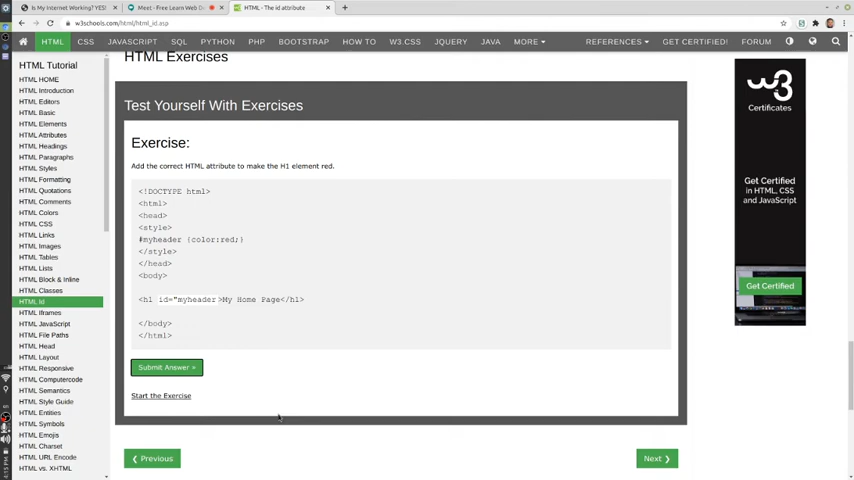 Is My Internet Working? YES!
Meet - Free Learn Web D
HTML - The id attribute
w3schools.com/html/html_id.asp
HTML
CSS
JAVASCRIPT
SQL
PYTHON
PHP
BOOTSTRAP
HOW TO
W3.CSS
JQUERY
JAVA
MORE
REFERENCES
GET CERTIFIED!
FORUM
HTML Tutorial
HTML HOME
HTML Introduction
HTML Editors
HTML Basic
HTML Elements
HTML Attributes
HTML Headings
HTML Paragraphs
HTML Styles
HTML Formatting
HTML Quotations
HTML Comments
HTML Colors
HTML CSS
HTML Links
HTML Images
HTML Tables
HTML Lists
HTML Block & Inline
HTML Classes
HTML Id
HTML Iframes
HTML JavaScript
HTML File Paths
HTML Head
HTML Layout
HTML Responsive
HTML Computercode
HTML Semantics
HTML Style Guide
HTML Entities
HTML Symbols
HTML Emojis
HTML Charset
HTML URL Encode
HTML vs. XHTML
HTML Exercises
Test Yourself With Exercises
Exercise:
Add the correct HTML attribute to make the H1 element red.
<!DOCTYPE html>
<html>
<head>
<style>
#myheader {color:red;}
</style>
</head>
<body>
<h1 id="myheader>My Home Page</h1>
</body>
</html>
Submit Answer »
Start the Exercise
❮ Previous
Next ❯
w3
Certificates
Get Certified
in HTML, CSS
and JavaScript
Get Certified